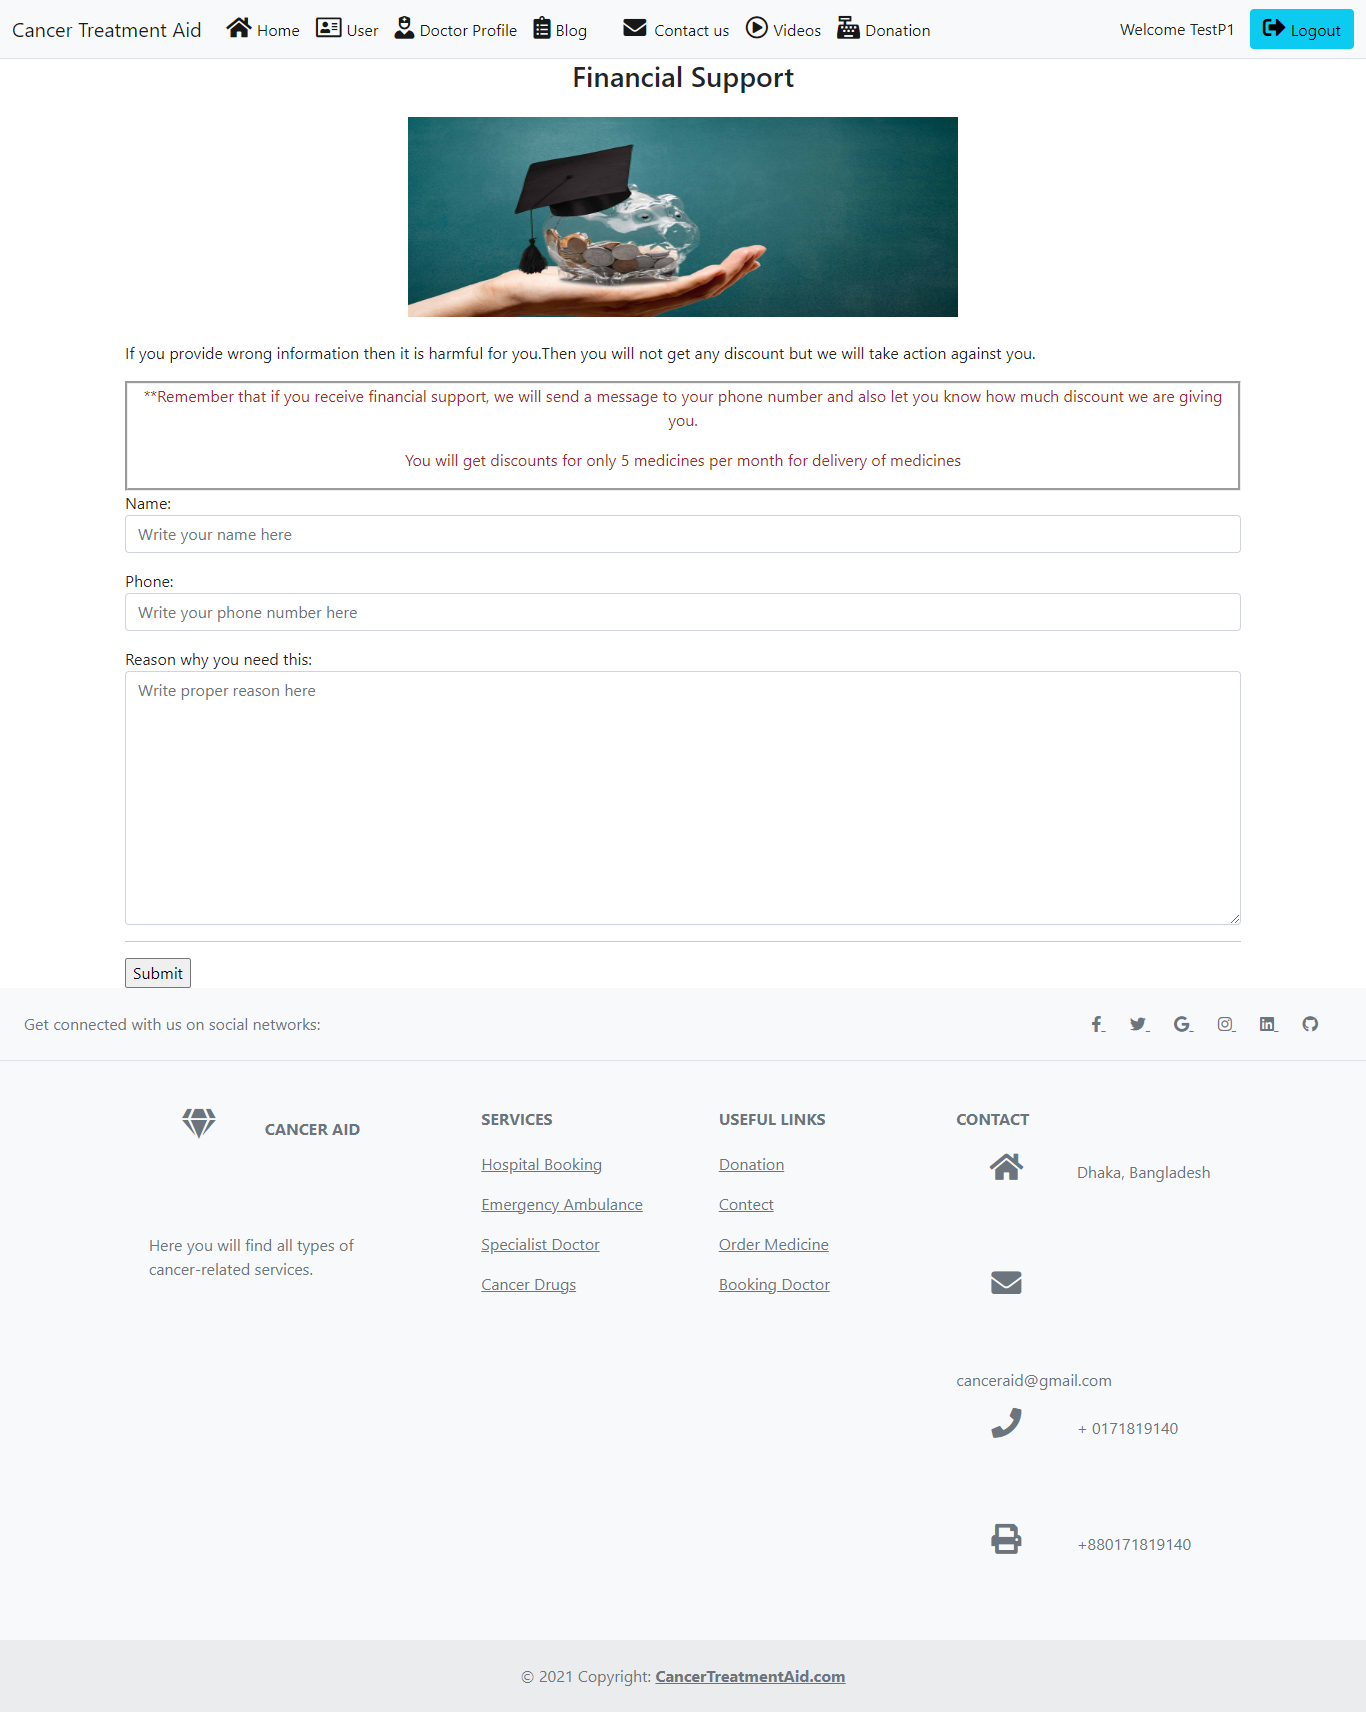 Cancer Treatment Aid Home User Doctor Profile Blog Contact us Videos Donation Welcome TestP1 Logout
Financial Support
If you provide wrong information then it is harmful for you.Then you will not get any discount but we will take action against you.
**Remember that if you receive financial support, we will send a message to your phone number and also let you know how much discount we are giving
you.
You will get discounts for only 5 medicines per month for delivery of medicines
Name:
Write your name here
Phone:
Write your phone number here
Reason why you need this:
Write proper reason here
Submit
Get connected with us on social networks:
CANCER AID
Here you will find all types of
cancer-related services.
SERVICES
Hospital Booking
Emergency Ambulance
Specialist Doctor
Cancer Drugs
USEFUL LINKS
Donation
Contect
Order Medicine
Booking Doctor
CONTACT
Dhaka, Bangladesh
canceraid@gmail.com
+ 0171819140
+880171819140
© 2021 Copyright: CancerTreatmentAid.com